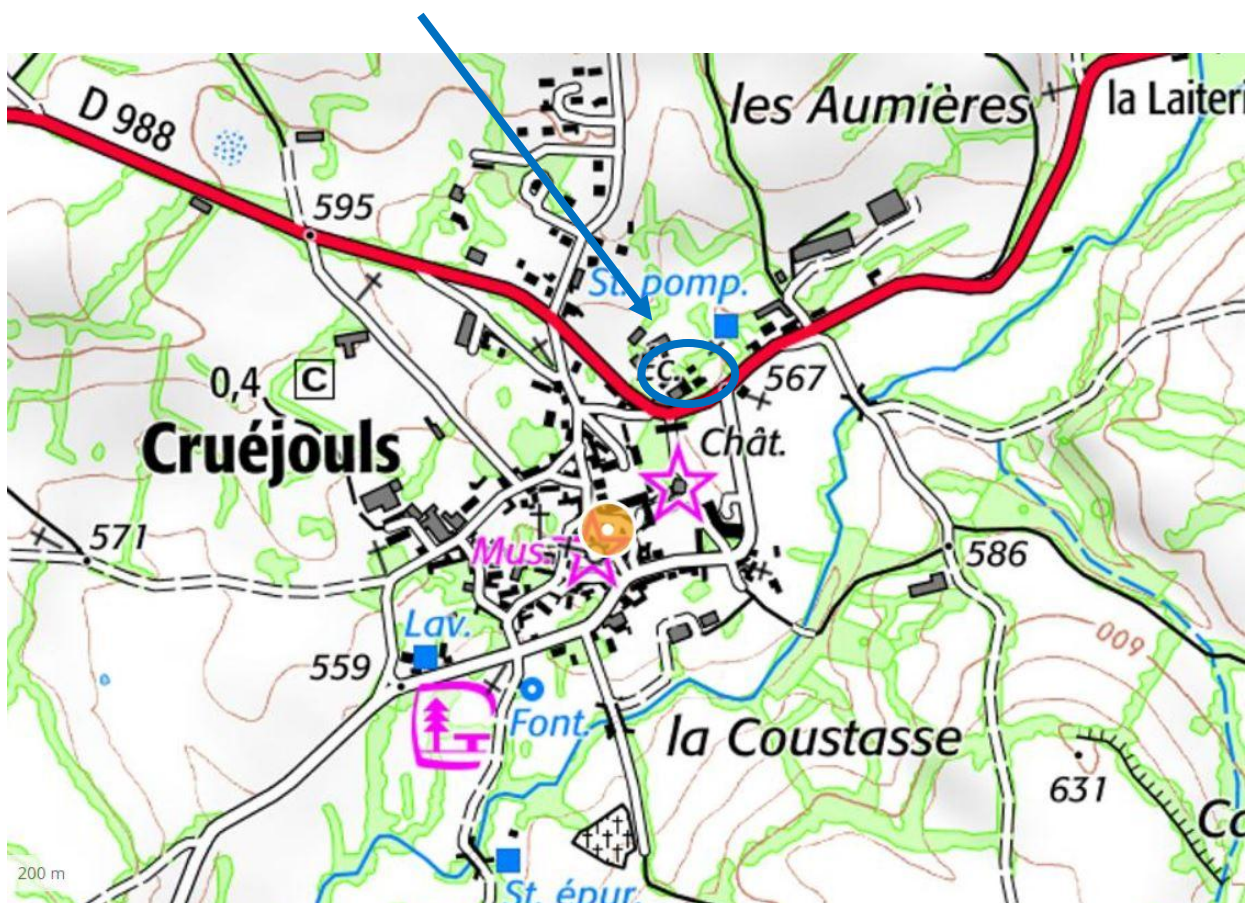 les Aumières
la Laiteri
D 988
595
St. pomp.
0,4
C
567
Cruéjouls
Chât.
571
Mus.
586
Lav.
600
559
Font.
la Coustasse
631
200 m
St. épur.